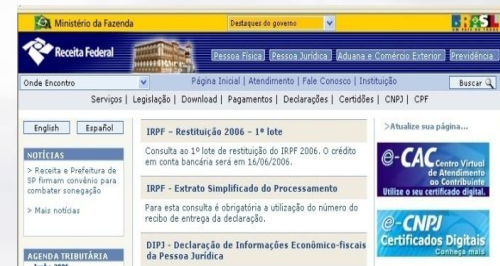 Ministério da Fazenda
Destaques do governo
BRASIL
Receita Federal
Pessoa Física | Pessoa Jurídica | Aduana e Comércio Exterior | Previdência
Onde Encontro
Página Inicial | Atendimento | Fale Conosco | Instituição
Buscar
Serviços | Legislação | Download | Pagamentos | Declarações | Certidões | CNPJ | CPF
English
Español
NOTÍCIAS
> Receita e Prefeitura de
SP firmam convênio para
combater sonegação
> Mais notícias
AGENDA TRIBUTÁRIA
Junho 2006
IRPF - Restituição 2006 - 1º lote
Consulta ao 1º lote de restituição do IRPF 2006. O crédito
em conta bancária será em 16/06/2006.
IRPF - Extrato Simplificado do Processamento
Para esta consulta é obrigatória a utilização do número do
recibo de entrega da declaração.
DIPJ - Declaração de Informações Econômico-fiscais
da Pessoa Jurídica
>Atualize sua página...
e-CAC Centro Virtual
de Atendimento
ao Contribuinte
Utilize o seu certificado digital.
e-CNPJ
Certificados Digitais
Conheça mais